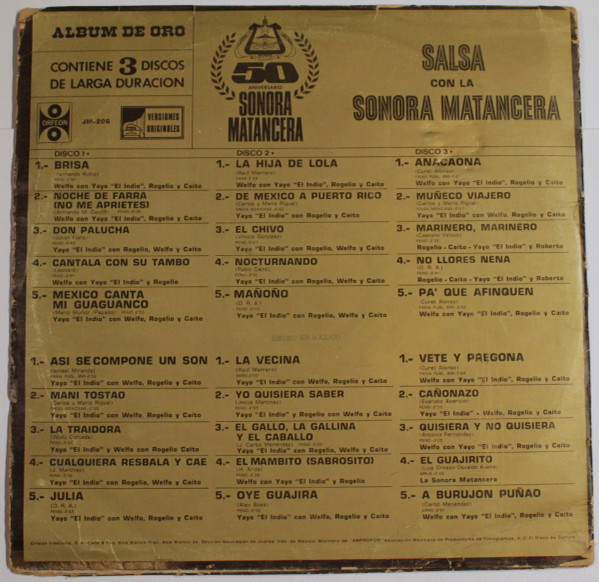 ALBUM DE ORO
CONTIENE 3 DISCOS
DE LARGA DURACION
ORFEON
JM-206
VERSIONES
ORIGINALES
50
ANIVERSARIO
SONORA
MATANCERA
SALSA
CON LA
SONORA MATANCERA
DISCO 1•
1.- BRISA
Welfo con Yayo "El Indio", Rogelio y Caito
2.- NOCHE DE FARRA
(NO ME APRIETES)
Yayo "El Indio" con Welfo, Rogelio y Caito
3.- DON PALUCHA
Yayo "El Indio" con Rogelio, Welfo y Caito
4.- CANTALA CON SU TAMBO
Welfo con Yayo "El Indio" y Rogelio
5.- MEXICO CANTA
MI GUAGUANCO
Yayo "El Indio" con Welfo, Rogelio y Caito
1.- ASI SE COMPONE UN SON
(Ismael Miranda)
Yayo "El Indio" con Welfo, Rogelio y Caito
2.- MANI TOSTAO
Yayo "El Indio" con Welfo, Rogelio y Caito
3.- LA TRAIDORA
Welfo con Yayo "El Indio" y Caito
4.- CUALQUIERA RESBALA Y CAE
Yayo "El Indio" con Rogelio, Welfo y Caito
5.- JULIA
(D. R. A.)
Yayo "El Indio" con Welfo, Rogelio y Caito
DISCO 2•
1.- LA HIJA DE LOLA
(Raul Marrero)
Welfo con Yayo "El Indio", Rogelio y Caito
2.- DE MEXICO A PUERTO RICO
Yayo "El Indio" con Welfo, Rogelio y Caito
3.- EL CHIVO
Yayo "El Indio" con Welfo, Rogelio y Caito
4.- NOCTURNANDO
Welfo con Yayo "El Indio", Rogelio y Caito
5.- MAÑOÑO
(D. R. A.)
Yayo "El Indio" con Welfo, Rogelio y Caito
1.- LA VECINA
(Raul Marrero)
Yayo "El Indio" con Welfo, Rogelio y Caito
2.- YO QUISIERA SABER
(Jesus Martinez)
Yayo "El Indio" y Rogelio con Welfo y Caito
3.- EL GALLO, LA GALLINA
Y EL CABALLO
Yayo "El Indio" y Welfo con Rogelio y Caito
4.- EL MAMBITO (SABROSITO)
Welfo con Yayo "El Indio" y Rogelio
5.- OYE GUAJIRA
Yayo "El Indio" con Welfo, Rogelio y Caito
DISCO 3•
1.- ANACAONA
(Curet Alonso)
Welfo con Yayo "El Indio", Rogelio y Caito
2.- MUÑECO VIAJERO
Yayo "El Indio" con Welfo, Rogelio y Caito
3.- MARINERO, MARINERO
Rogelio - Caito - Yayo "El Indio" y Roberto
4.- NO LLORES NENA
(D. R. A.)
Rogelio - Caito - Yayo "El Indio" y Roberto
5.- PA' QUE AFINQUEN
(Curet Alonso)
Yayo "El Indio" con Welfo, Rogelio y Caito
1.- VETE Y PREGONA
(Curet Alonso)
Welfo con Yayo "El Indio", Rogelio y Caito
2.- CAÑONAZO
Yayo "El Indio" - Welfo, Rogelio y Caito
3.- QUISIERA Y NO QUISIERA
Yayo "El Indio" con Welfo, Rogelio y Caito
4.- EL GUAJIRITO
La Sonora Matancera
5.- A BURUJON PUÑAO
Yayo "El Indio" con Welfo, Rogelio y Caito